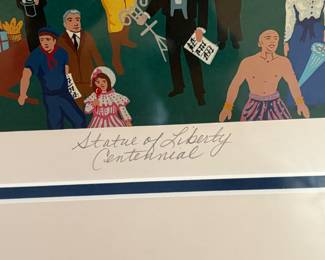 Statue of Liberty
Centennial